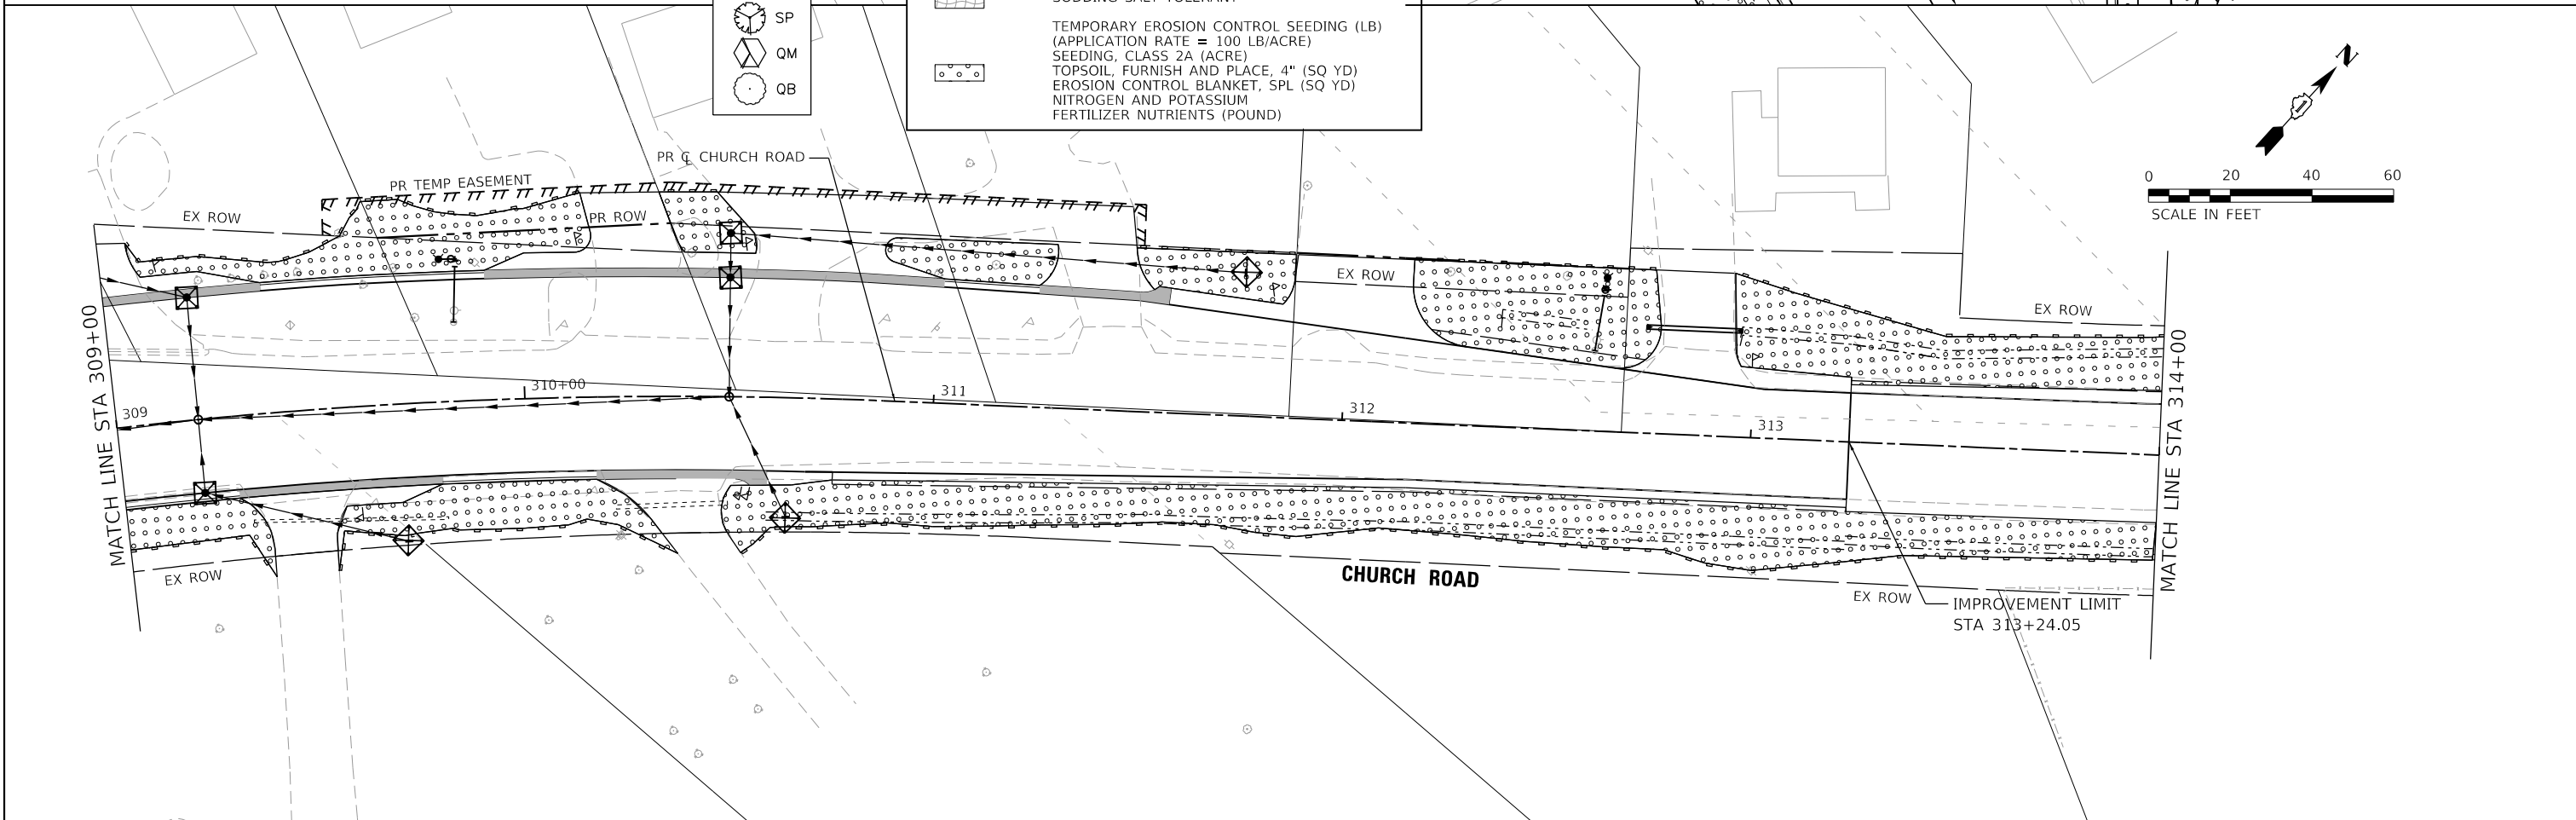 SP
QM
QB
SODDING SALT TOLERANT
TEMPORARY EROSION CONTROL SEEDING (LB)
(APPLICATION RATE = 100 LB/ACRE)
SEEDING, CLASS 2A (ACRE)
TOPSOIL, FURNISH AND PLACE, 4" (SQ YD)
EROSION CONTROL BLANKET, SPL (SQ YD)
NITROGEN AND POTASSIUM
FERTILIZER NUTRIENTS (POUND)
N
0 20 40 60
SCALE IN FEET
PR ℄ CHURCH ROAD
PR TEMP EASEMENT
EX ROW
PR ROW
EX ROW
EX ROW
MATCH LINE STA 309+00
309
310+00
311
312
313
MATCH LINE STA 314+00
EX ROW
CHURCH ROAD
EX ROW
IMPROVEMENT LIMIT
STA 313+24.05